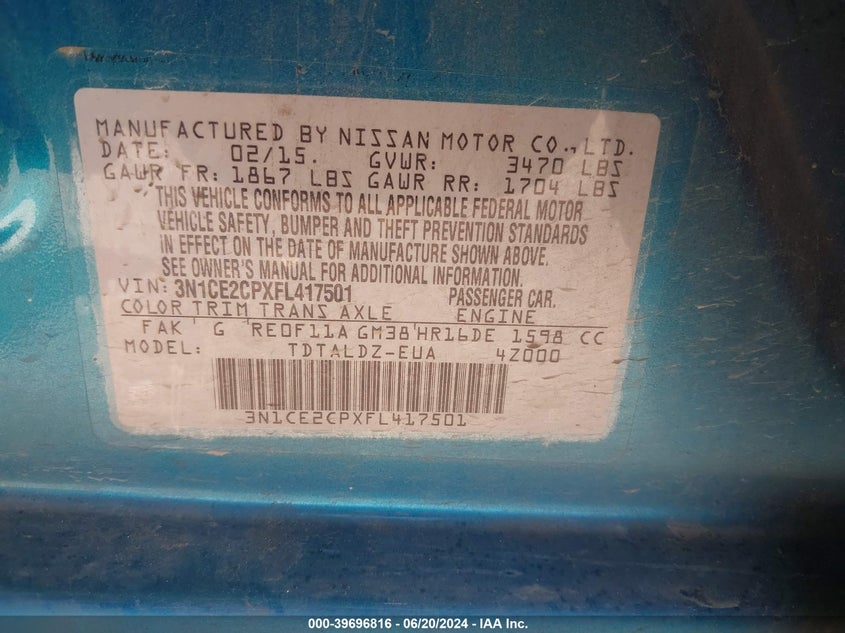 MANUFACTURED BY NISSAN MOTOR CO., LTD.
DATE: 02/15. GVWR: 3470 LBS
GAWR FR: 1867 LBS GAWR RR: 1704 LBS
THIS VEHICLE CONFORMS TO ALL APPLICABLE FEDERAL MOTOR
VEHICLE SAFETY, BUMPER AND THEFT PREVENTION STANDARDS
IN EFFECT ON THE DATE OF MANUFACTURE SHOWN ABOVE.
SEE OWNER'S MANUAL FOR ADDITIONAL INFORMATION.
VIN: 3N1CE2CPXFL417501 PASSENGER CAR.
COLOR TRIM TRANS AXLE ENGINE
FAK G RE0F11A GM38 HR16DE 1598 CC
MODEL: TDTALDZ-EUA 4Z000
3N1CE2CPXFL417501
000-39696816 - 06/20/2024 - IAA Inc.